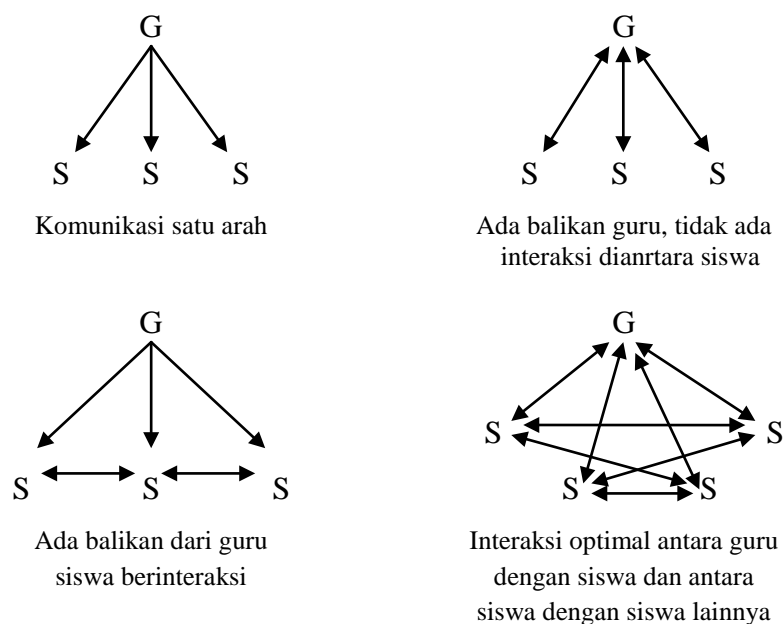 G
S S S
Komunikasi satu arah
G
S S S
Ada balikan guru, tidak ada
interaksi dianrtara siswa
G
S S S
Ada balikan dari guru
siswa berinteraksi
G
S S
S S
Interaksi optimal antara guru
dengan siswa dan antara
siswa dengan siswa lainnya